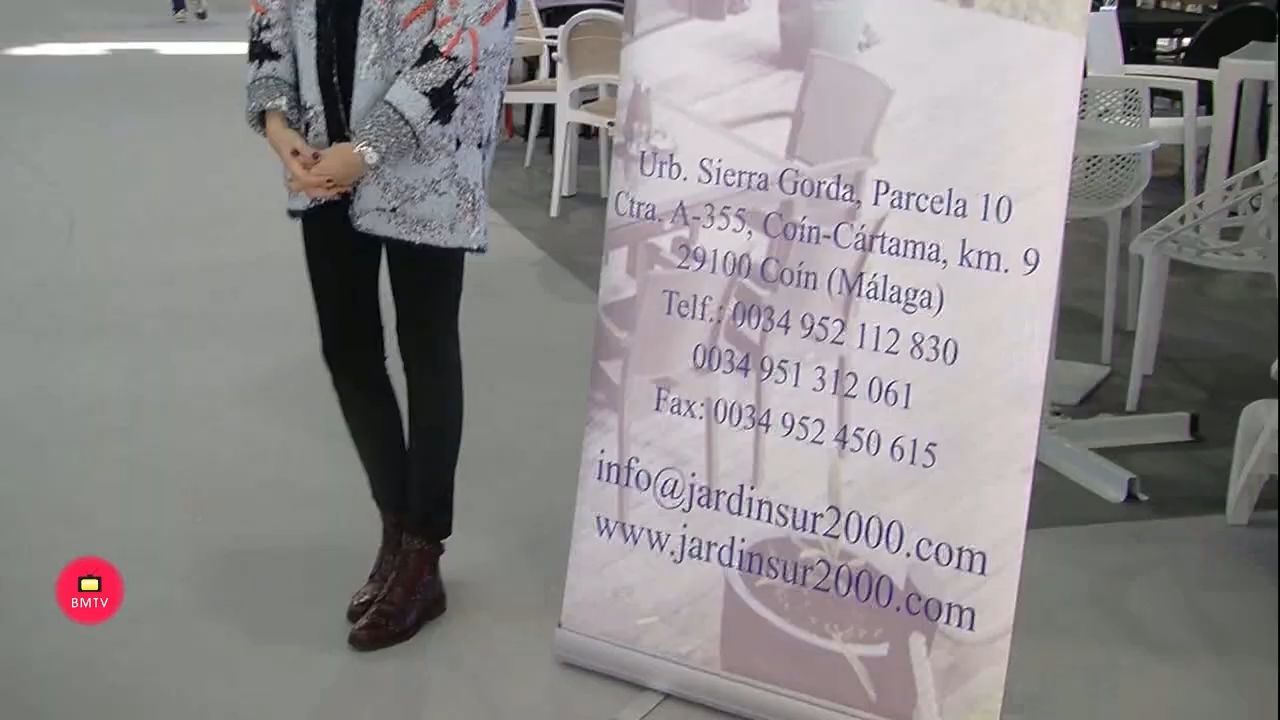 Urb. Sierra Gorda, Parcela 10
Ctra. A-355, Coín-Cártama, km. 9
29100 Coín (Málaga)
Telf.: 0034 952 112 830
0034 951 312 061
Fax: 0034 952 450 615
info@jardinsur2000.com
www.jardinsur2000.com
BMTV